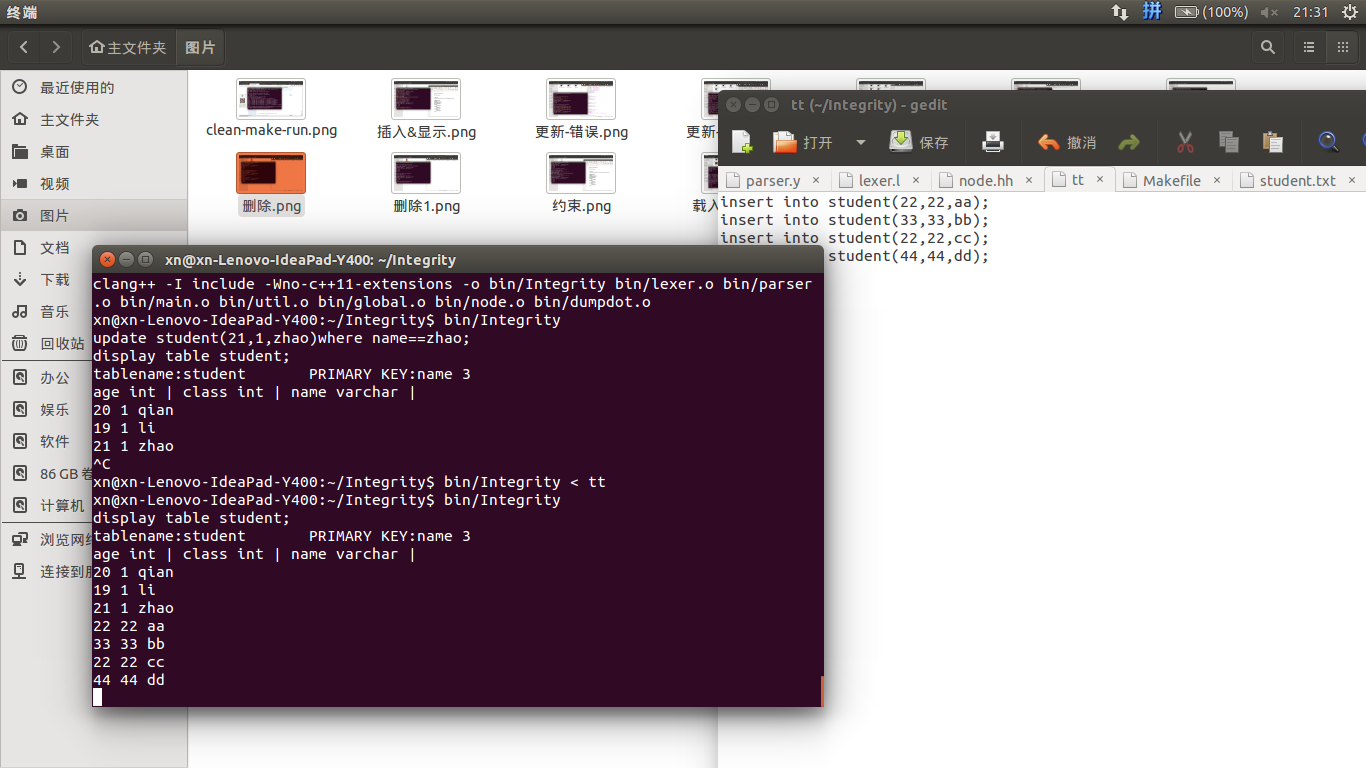 终端
拼
(100%)
21:31
主文件夹
图片
最近使用的
主文件夹
桌面
视频
图片
文档
下载
音乐
回收站
办公
娱乐
软件
86 GB 卷
计算机
浏览网络
连接到
clean-make-run.png
插入&显示.png
更新-错误.png
更新-
删除.png
删除1.png
约束.png
载入
tt (~/Integrity) - gedit
打开
保存
撤消
parser.y ×
lexer.l ×
node.hh ×
tt ×
Makefile ×
student.txt ×
insert into student(22,22,aa);
insert into student(33,33,bb);
insert into student(22,22,cc);
student(44,44,dd);
xn@xn-Lenovo-IdeaPad-Y400: ~/Integrity
clang++ -I include -Wno-c++11-extensions -o bin/Integrity bin/lexer.o bin/parser
.o bin/main.o bin/util.o bin/global.o bin/node.o bin/dumpdot.o
xn@xn-Lenovo-IdeaPad-Y400:~/Integrity$ bin/Integrity
update student(21,1,zhao)where name==zhao;
display table student;
tablename:student       PRIMARY KEY:name 3
age int | class int | name varchar |
20 1 qian
19 1 li
21 1 zhao
^C
xn@xn-Lenovo-IdeaPad-Y400:~/Integrity$ bin/Integrity < tt
xn@xn-Lenovo-IdeaPad-Y400:~/Integrity$ bin/Integrity
display table student;
tablename:student       PRIMARY KEY:name 3
age int | class int | name varchar |
20 1 qian
19 1 li
21 1 zhao
22 22 aa
33 33 bb
22 22 cc
44 44 dd